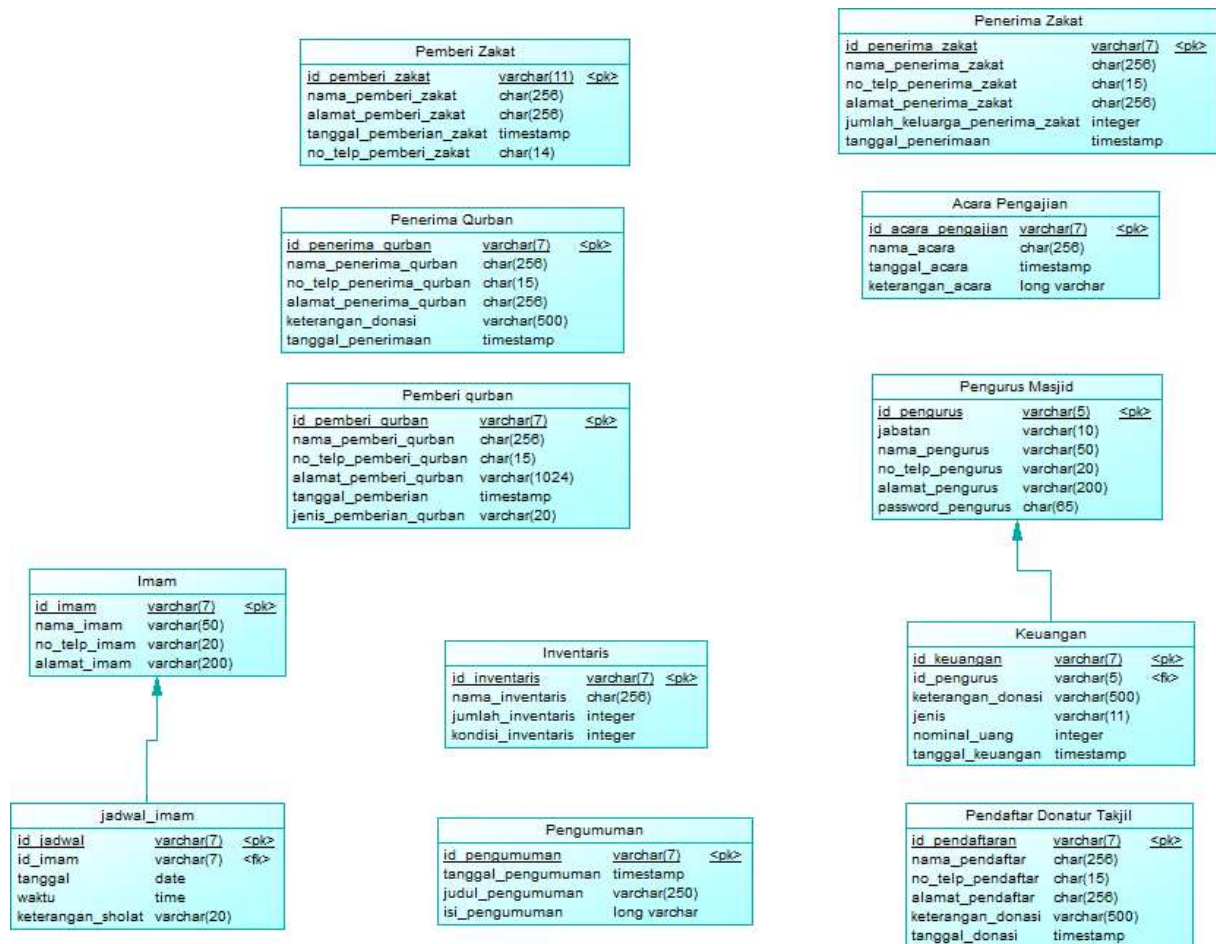 Pemberi Zakat
id_pemberi_zakat varchar(11) <pk>
nama_pemberi_zakat char(256)
alamat_pemberi_zakat char(256)
tanggal_pemberian_zakat timestamp
no_telp_pemberi_zakat char(14)
Penerima Zakat
id_penerima_zakat varchar(7) <pk>
nama_penerima_zakat char(256)
no_telp_penerima_zakat char(15)
alamat_penerima_zakat char(256)
jumlah_keluarga_penerima_zakat integer
tanggal_penerimaan timestamp
Penerima Qurban
id_penerima_qurban varchar(7) <pk>
nama_penerima_qurban char(256)
no_telp_penerima_qurban char(15)
alamat_penerima_qurban char(256)
keterangan_donasi varchar(500)
tanggal_penerimaan timestamp
Acara Pengajian
id_acara_pengajian varchar(7) <pk>
nama_acara char(256)
tanggal_acara timestamp
keterangan_acara long varchar
Pemberi qurban
id_pemberi_qurban varchar(7) <pk>
nama_pemberi_qurban char(256)
no_telp_pemberi_qurban char(15)
alamat_pemberi_qurban varchar(1024)
tanggal_pemberian timestamp
jenis_pemberian_qurban varchar(20)
Pengurus Masjid
id_pengurus varchar(5) <pk>
jabatan varchar(10)
nama_pengurus varchar(50)
no_telp_pengurus varchar(20)
alamat_pengurus varchar(200)
password_pengurus char(65)
Imam
id_imam varchar(7) <pk>
nama_imam varchar(50)
no_telp_imam varchar(20)
alamat_imam varchar(200)
Inventaris
id_inventaris varchar(7) <pk>
nama_inventaris char(256)
jumlah_inventaris integer
kondisi_inventaris integer
Keuangan
id_keuangan varchar(7) <pk>
id_pengurus varchar(5) <fk>
keterangan_donasi varchar(500)
jenis varchar(11)
nominal_uang integer
tanggal_keuangan timestamp
jadwal_imam
id_jadwal varchar(7) <pk>
id_imam varchar(7) <fk>
tanggal date
waktu time
keterangan_sholat varchar(20)
Pengumuman
id_pengumuman varchar(7) <pk>
tanggal_pengumuman timestamp
judul_pengumuman varchar(250)
isi_pengumuman long varchar
Pendaftar Donatur Takjil
id_pendaftaran varchar(7) <pk>
nama_pendaftar char(256)
no_telp_pendaftar char(15)
alamat_pendaftar char(256)
keterangan_donasi varchar(500)
tanggal_donasi timestamp